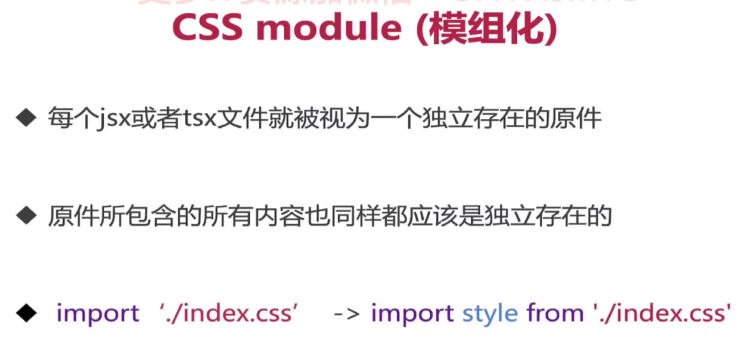 CSS module (模组化)
◆ 每个jsx或者tsx文件就被视为一个独立存在的原件
◆ 原件所包含的所有内容也同样都应该是独立存在的
◆ import ‘./index.css’ -> import style from './index.css'